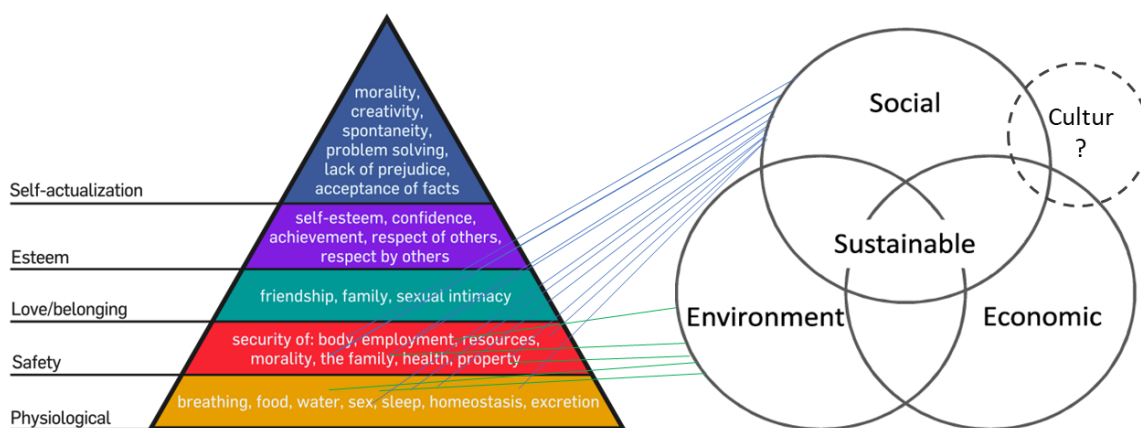 morality,
creativity,
spontaneity,
problem solving,
lack of prejudice,
acceptance of facts
Self-actualization
self-esteem, confidence,
achievement, respect of others,
respect by others
Esteem
friendship, family, sexual intimacy
Love/belonging
security of: body, employment, resources,
morality, the family, health, property
Safety
breathing, food, water, sex, sleep, homeostasis, excretion
Physiological
Social
Cultur
?
Sustainable
Environment
Economic